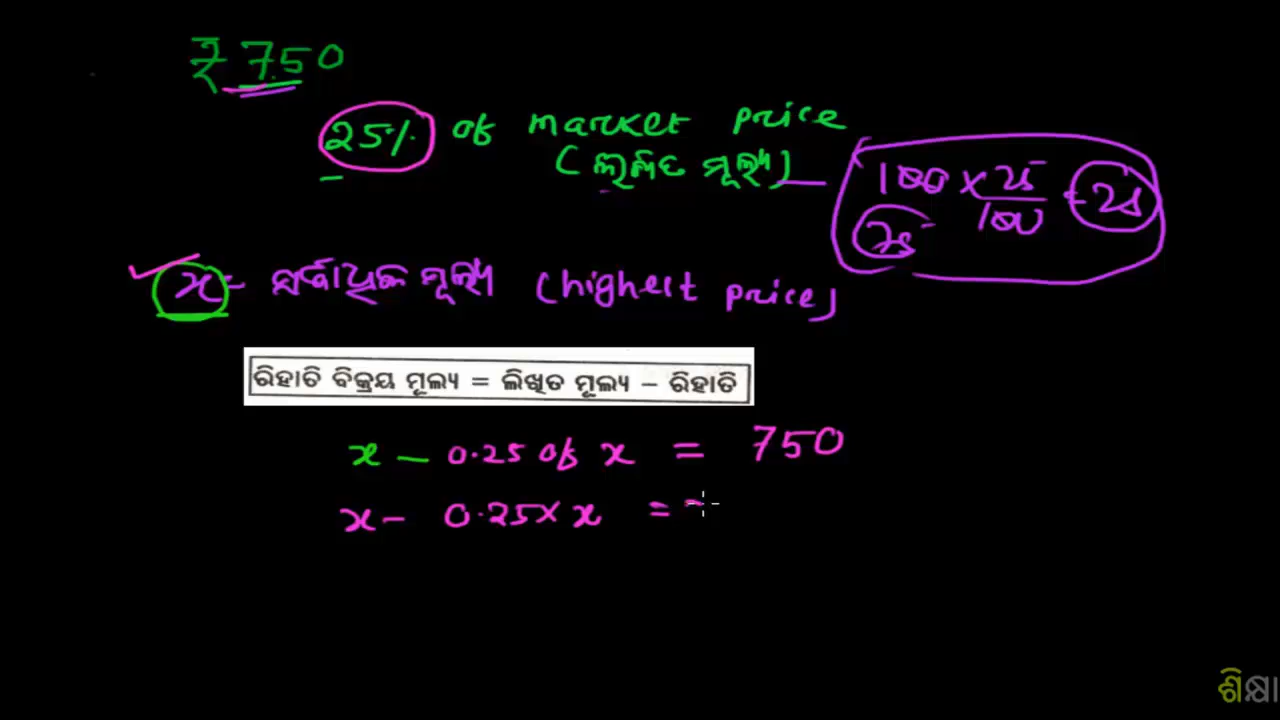 ₹ 750
25% of market price
(ଲିଖିତ ମୂଲ୍ୟ)
100 × 25/100 = 25
75
x - ସର୍ବାଧିକ ମୂଲ୍ୟ (highest price)
ରିହାତି ବିକ୍ରୟ ମୂଲ୍ୟ = ଲିଖିତ ମୂଲ୍ୟ – ରିହାତି
x – 0.25 of x = 750
x – 0.25 × x =
ଶିକ୍ଷା